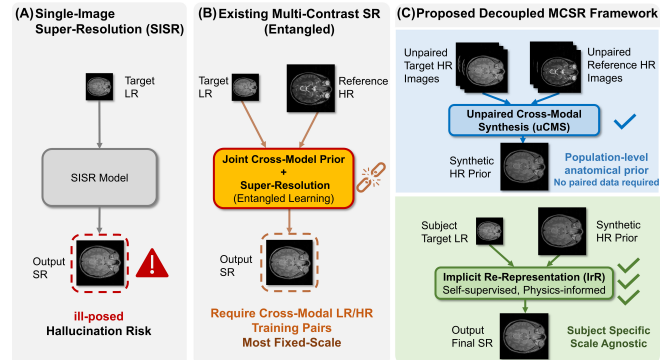 (A) Single-Image
Super-Resolution (SISR)
Target
LR
SISR Model
Output
SR
ill-posed
Hallucination Risk
(B) Existing Multi-Contrast SR
(Entangled)
Target
LR
Reference
HR
Joint Cross-Model Prior
+
Super-Resolution
(Entangled Learning)
Output
SR
Require Cross-Modal LR/HR
Training Pairs
Most Fixed-Scale
(C) Proposed Decoupled MCSR Framework
Unpaired
Target HR
Images
Unpaired
Reference HR
Images
Unpaired Cross-Modal
Synthesis (uCMS)
Synthetic
HR Prior
Population-level
anatomical prior
No paired data required
Subject
Target LR
Synthetic
HR Prior
Implicit Re-Representation (IrR)
Self-supervised, Physics-informed
Output
Final SR
Subject Specific
Scale Agnostic